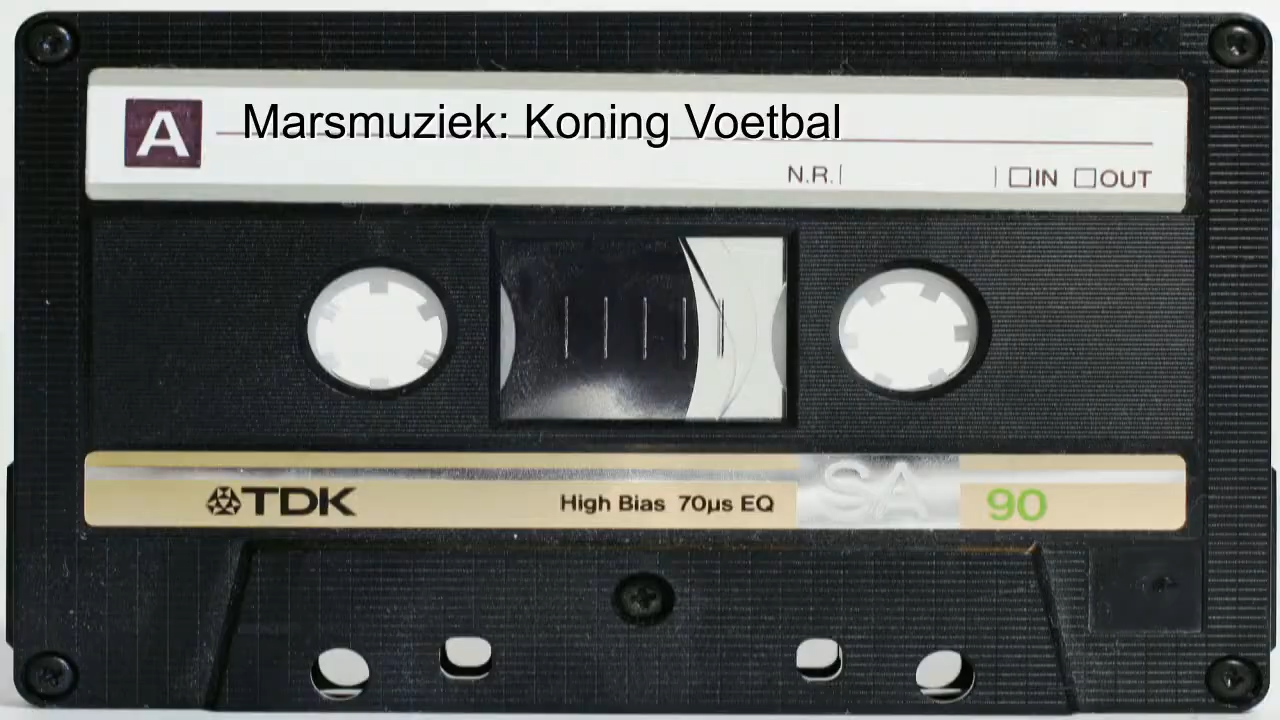 A Marsmuziek: Koning Voetbal
N.R. IN OUT
TDK High Bias 70µs EQ SA 90